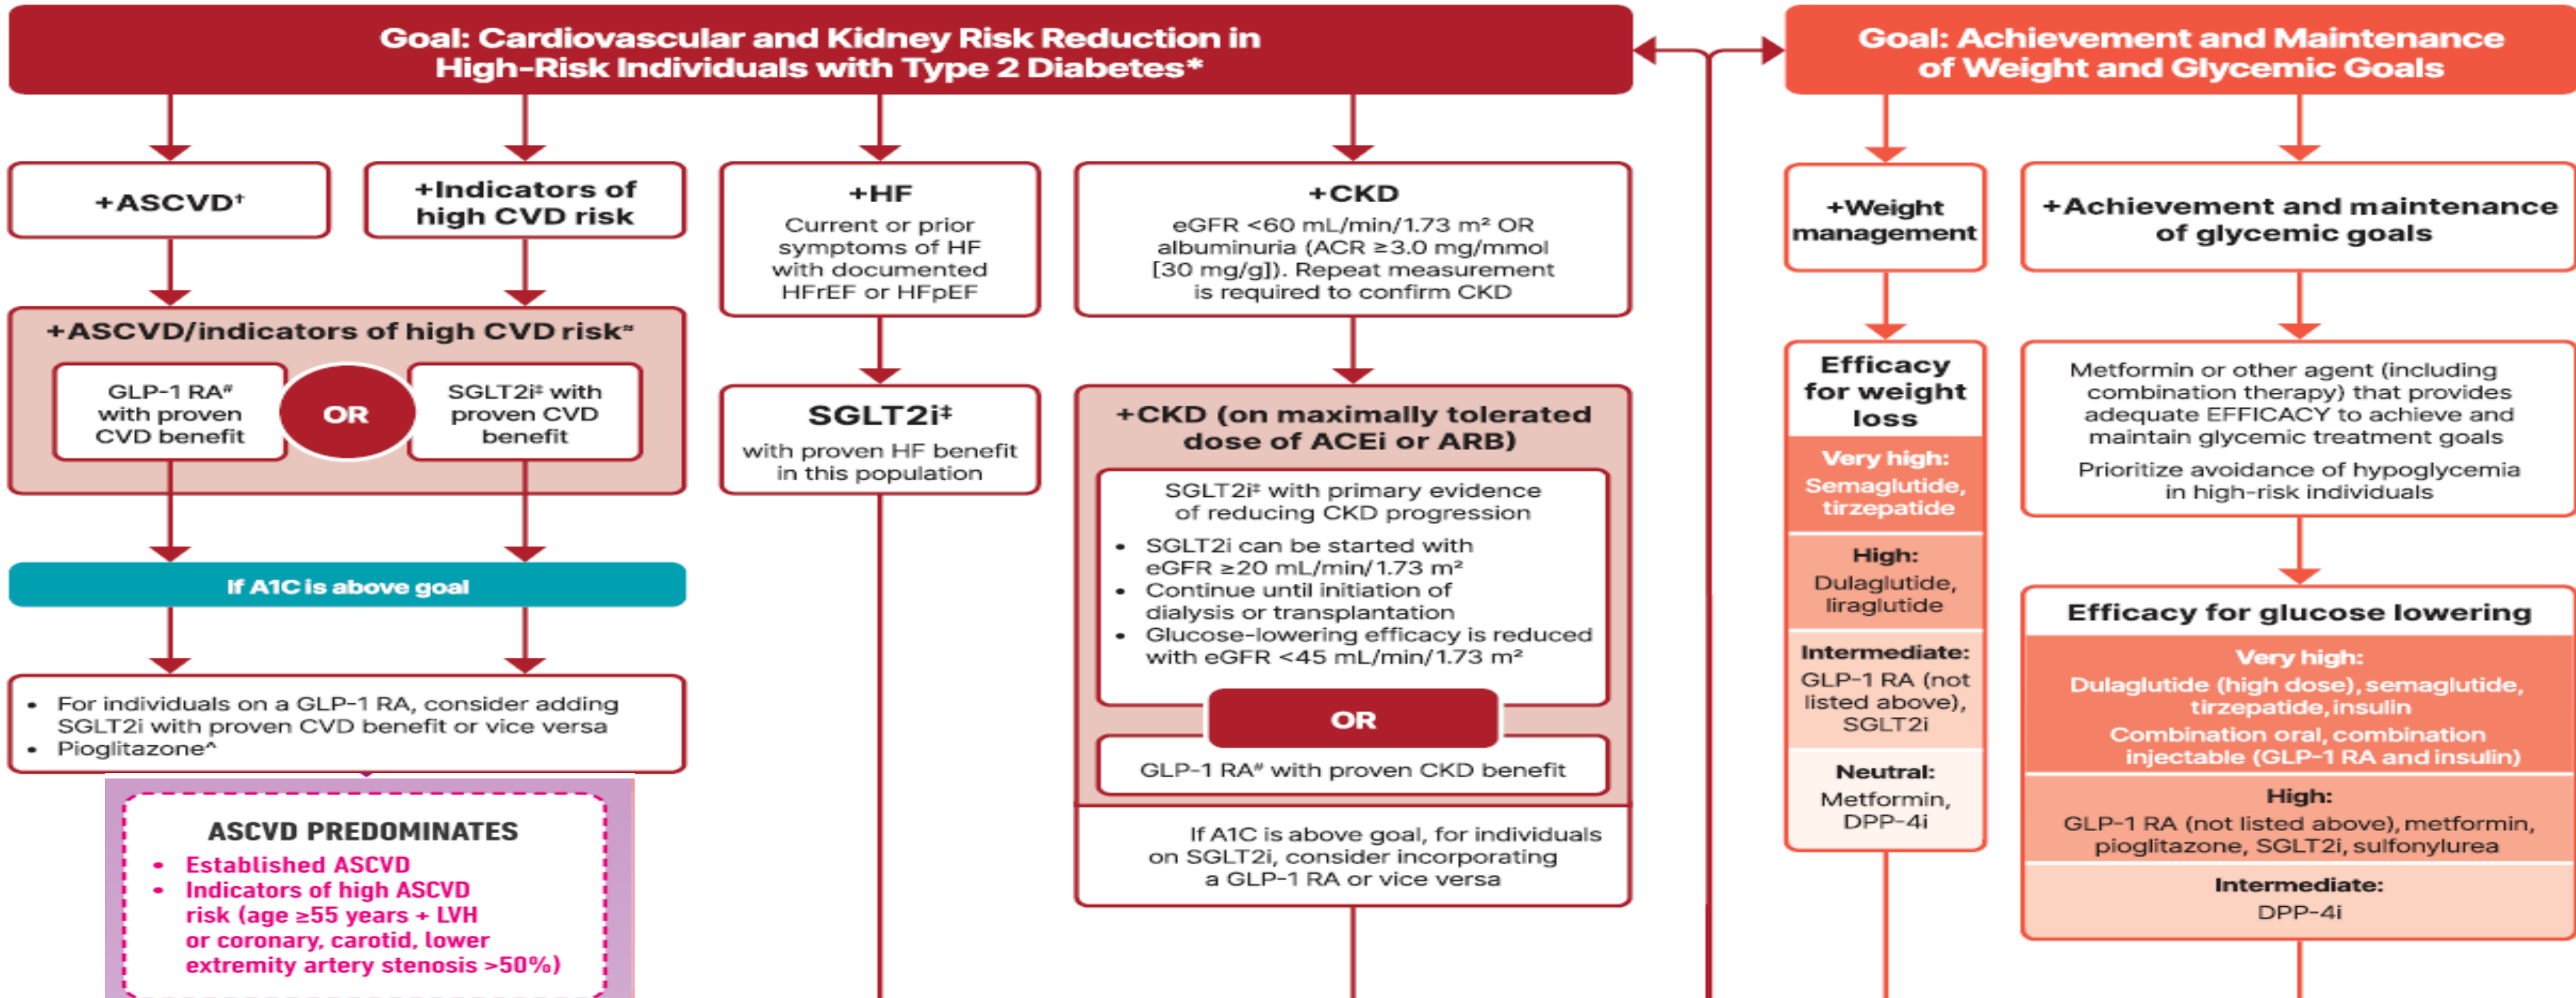 Goal: Cardiovascular and Kidney Risk Reduction in
High-Risk Individuals with Type 2 Diabetes*
+ASCVD†
+Indicators of
high CVD risk
+ASCVD/indicators of high CVD risk≈
GLP-1 RA#
with proven
CVD benefit
OR
SGLT2i‡ with
proven CVD
benefit
If A1C is above goal
• For individuals on a GLP-1 RA, consider adding
SGLT2i with proven CVD benefit or vice versa
• Pioglitazone^
ASCVD PREDOMINATES
• Established ASCVD
• Indicators of high ASCVD
risk (age ≥55 years + LVH
or coronary, carotid, lower
extremity artery stenosis >50%)
+HF
Current or prior
symptoms of HF
with documented
HFrEF or HFpEF
SGLT2i‡
with proven HF benefit
in this population
+CKD
eGFR <60 mL/min/1.73 m² OR
albuminuria (ACR ≥3.0 mg/mmol
[30 mg/g]). Repeat measurement
is required to confirm CKD
+CKD (on maximally tolerated
dose of ACEi or ARB)
SGLT2i‡ with primary evidence
of reducing CKD progression
• SGLT2i can be started with
eGFR ≥20 mL/min/1.73 m²
• Continue until initiation of
dialysis or transplantation
• Glucose-lowering efficacy is reduced
with eGFR <45 mL/min/1.73 m²
OR
GLP-1 RA# with proven CKD benefit
If A1C is above goal, for individuals
on SGLT2i, consider incorporating
a GLP-1 RA or vice versa
Goal: Achievement and Maintenance
of Weight and Glycemic Goals
+Weight
management
Efficacy
for weight
loss
Very high:
Semaglutide,
tirzepatide
High:
Dulaglutide,
liraglutide
Intermediate:
GLP-1 RA (not
listed above),
SGLT2i
Neutral:
Metformin,
DPP-4i
+Achievement and maintenance
of glycemic goals
Metformin or other agent (including
combination therapy) that provides
adequate EFFICACY to achieve and
maintain glycemic treatment goals
Prioritize avoidance of hypoglycemia
in high-risk individuals
Efficacy for glucose lowering
Very high:
Dulaglutide (high dose), semaglutide,
tirzepatide, insulin
Combination oral, combination
injectable (GLP-1 RA and insulin)
High:
GLP-1 RA (not listed above), metformin,
pioglitazone, SGLT2i, sulfonylurea
Intermediate:
DPP-4i